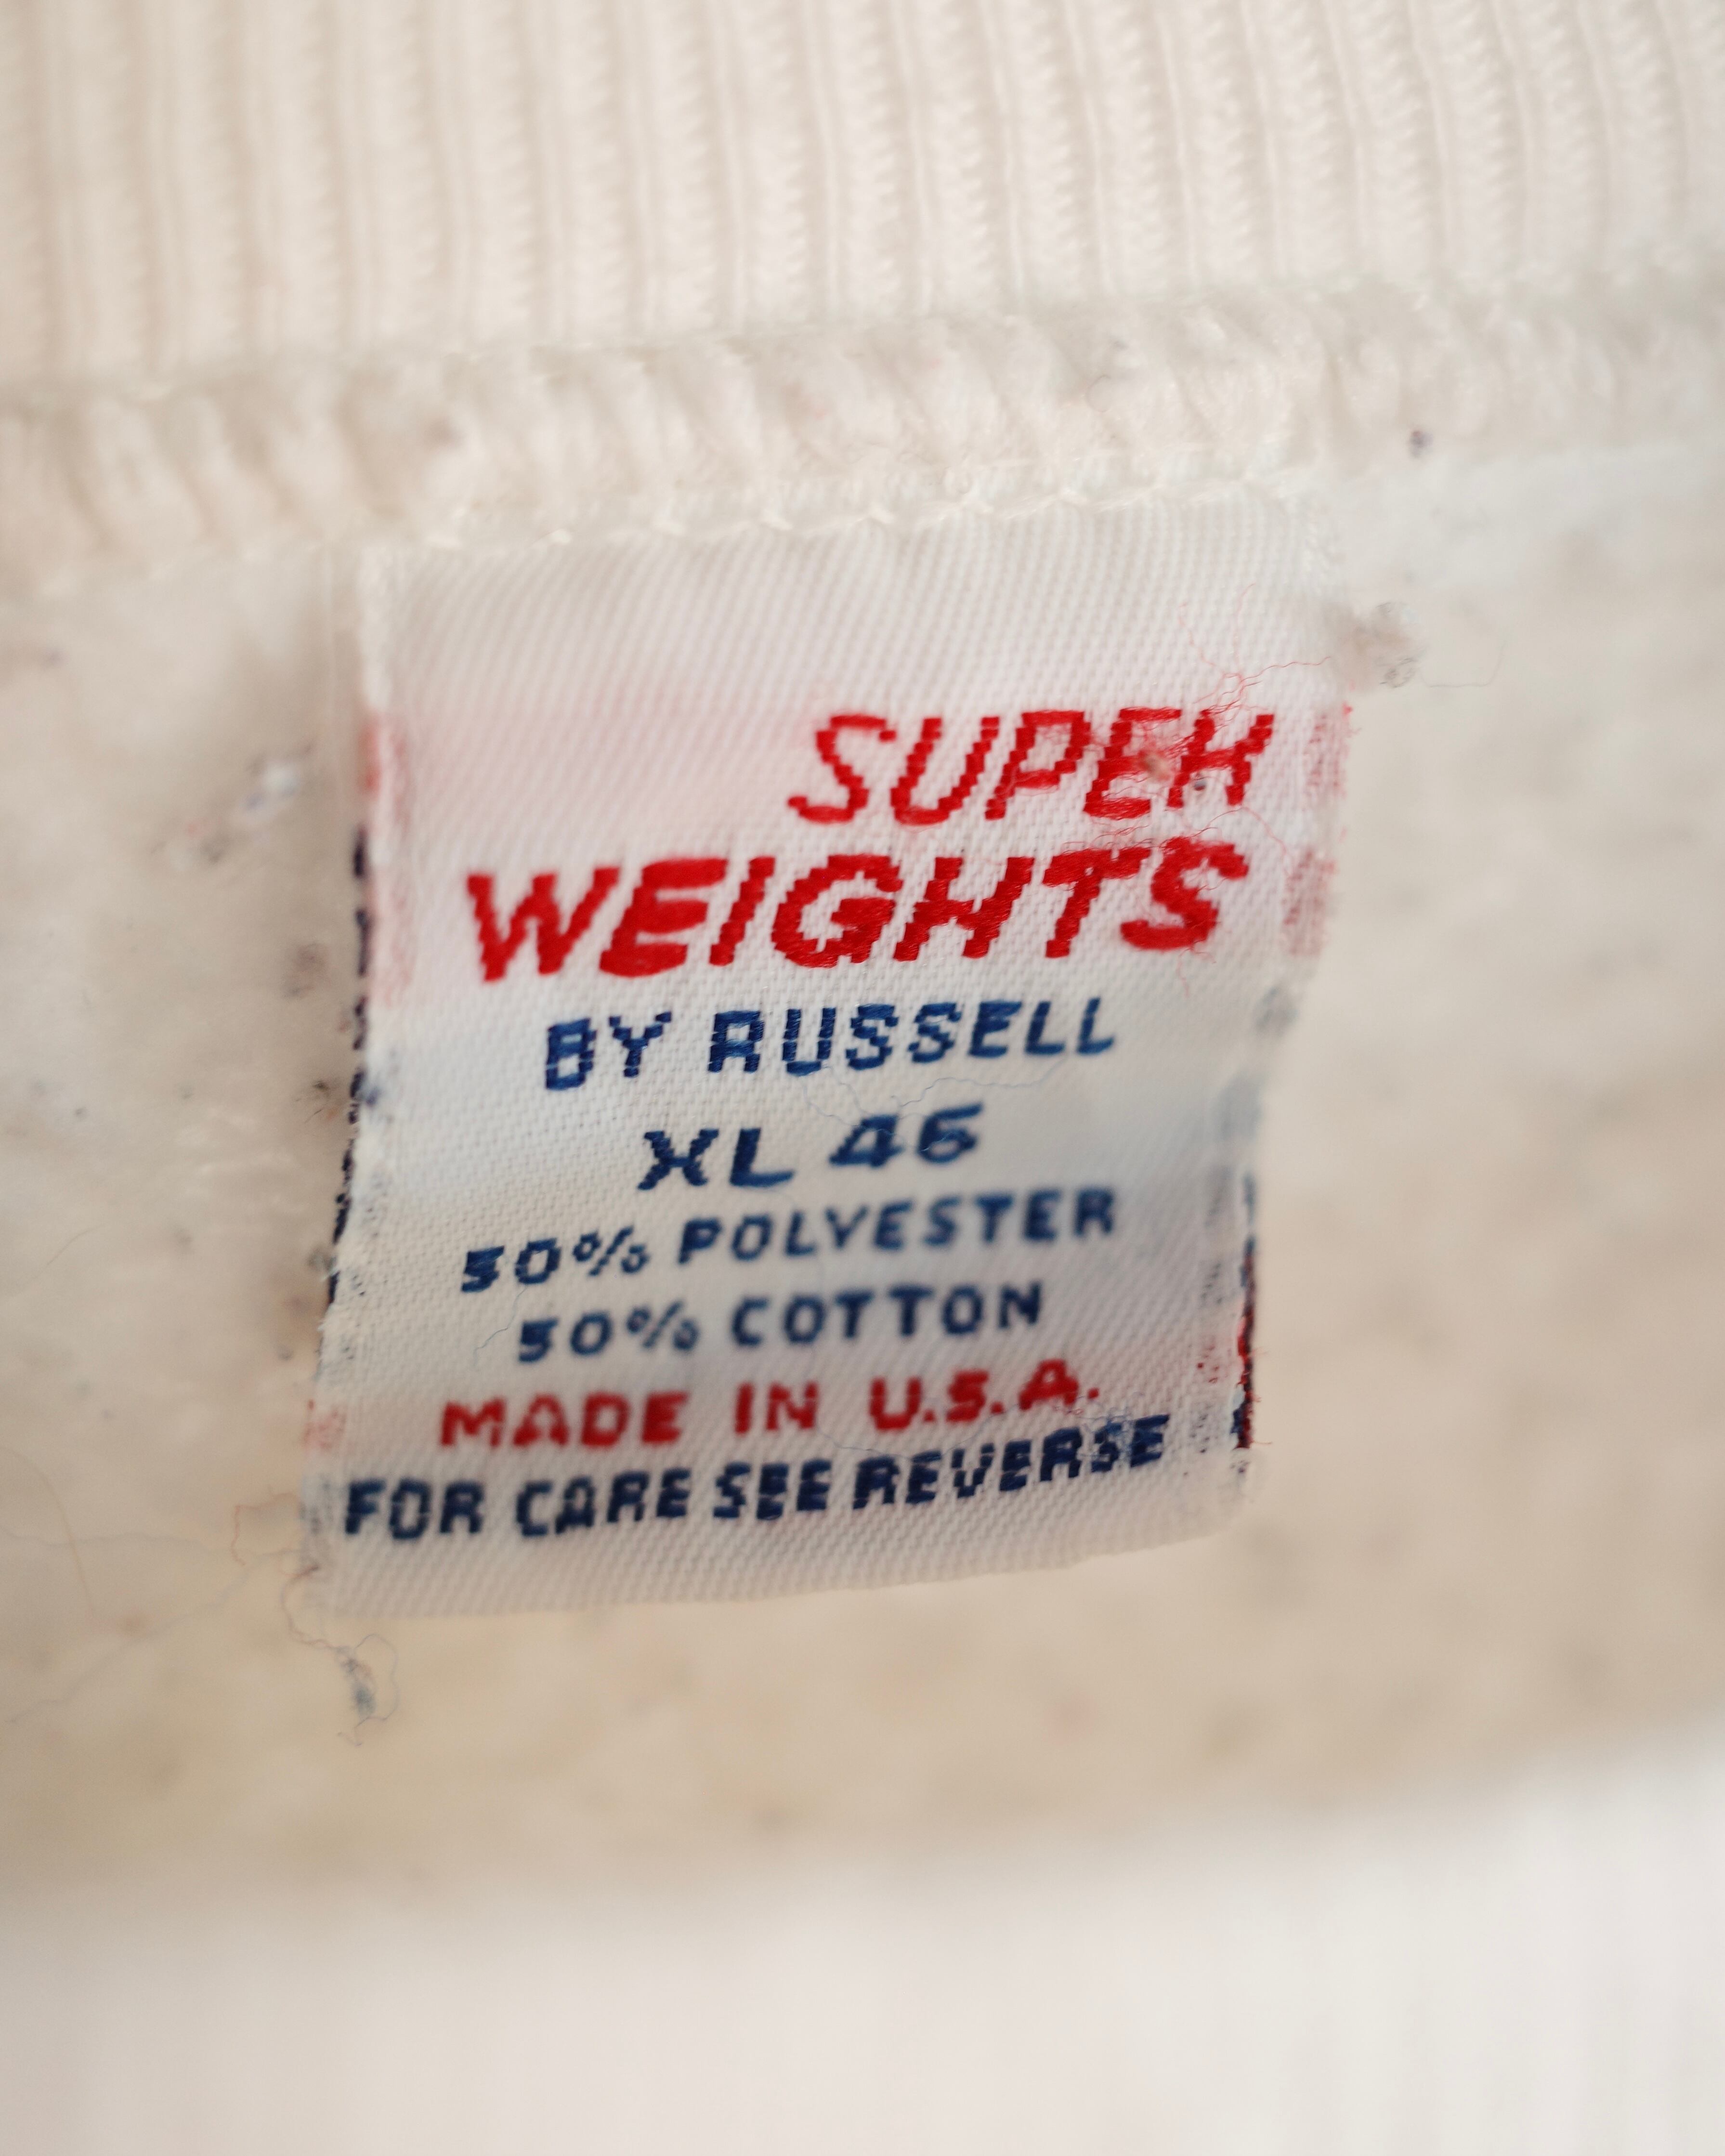 SUPER
WEIGHTS
BY RUSSELL
XL 46
50% POLYESTER
50% COTTON
MADE IN U.S.A.
FOR CARE SEE REVERSE